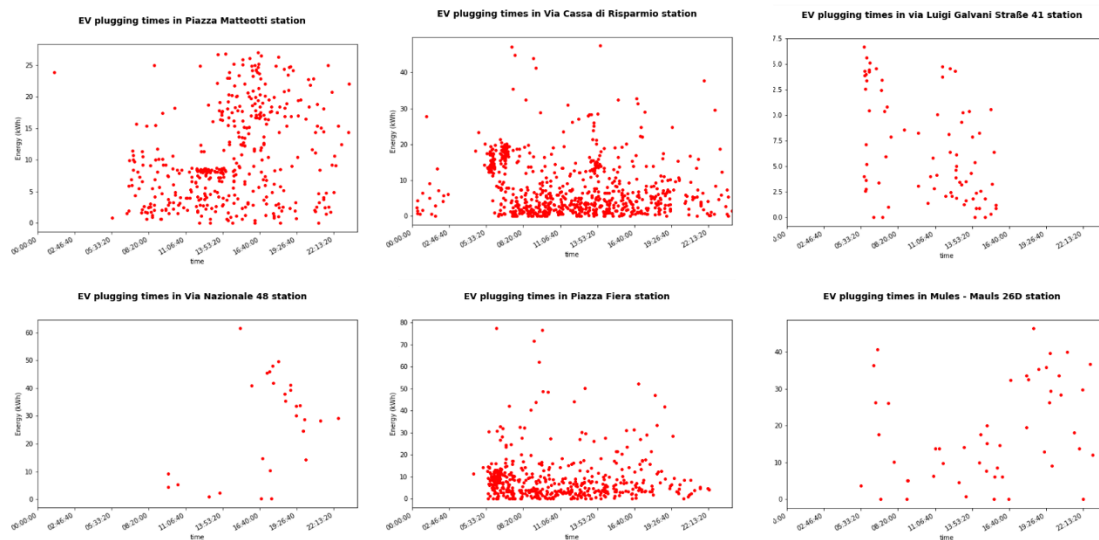 EV plugging times in Piazza Matteotti station
Energy (kWh)
25
20
15
10
5
0
00:00:00 02:46:40 05:33:20 08:20:00 11:06:40 13:53:20 16:40:00 19:26:40 22:13:20
time
EV plugging times in Via Cassa di Risparmio station
Energy (kWh)
40
30
20
10
0
00:00:00 02:46:40 05:33:20 08:20:00 11:06:40 13:53:20 16:40:00 19:26:40 22:13:20
time
EV plugging times in via Luigi Galvani Straße 41 station
7.5
5.0
2.5
0.0
7.5
5.0
2.5
0.0
:0:00 02:46:40 05:33:20 08:20:00 11:06:40 13:53:20 16:40:00 19:26:40 22:13:20
time
EV plugging times in Via Nazionale 48 station
Energy (kWh)
60
50
40
30
20
10
0
00:00:00 02:46:40 05:33:20 08:20:00 11:06:40 13:53:20 16:40:00 19:26:40 22:13:20
time
EV plugging times in Piazza Fiera station
Energy (kWh)
80
70
60
50
40
30
20
10
0
00:00:00 02:46:40 05:33:20 08:20:00 11:06:40 13:53:20 16:40:00 19:26:40 22:13:20
time
EV plugging times in Mules - Mauls 26D station
40
30
20
10
0
:00:00 02:46:40 05:33:20 08:20:00 11:06:40 13:53:20 16:40:00 19:26:40 22:13:20
time